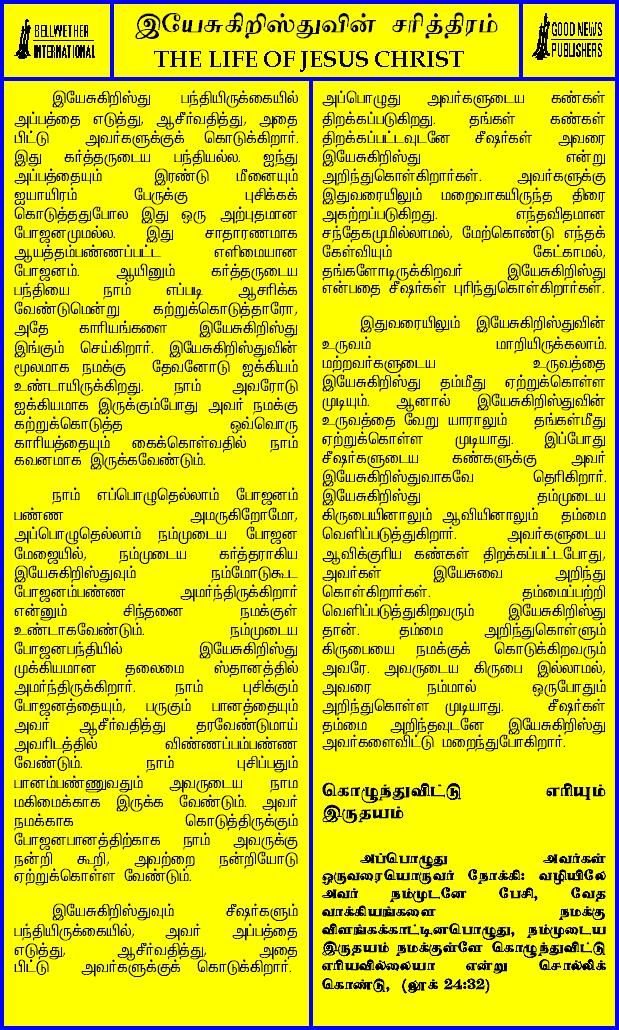 BELLWETHER
INTERNATIONAL
இயேசுகிறிஸ்துவின் சரித்திரம்
THE LIFE OF JESUS CHRIST
GOOD NEWS
PUBLISHERS
இயேசுகிறிஸ்து பந்தியிருக்கையில்
அப்பத்தை எடுத்து, ஆசீர்வதித்து, அதை
பிட்டு அவர்களுக்குக் கொடுக்கிறார்.
இது கர்த்தருடைய பந்தியல்ல. ஐந்து
அப்பத்தையும் இரண்டு மீனையும்
ஐயாயிரம் பேருக்கு புசிக்கக்
கொடுத்ததுபோல இது ஒரு அற்புதமான
போஜனமுமல்ல. இது சாதாரணமாக
ஆயத்தம்பண்ணப்பட்ட எளிமையான
போஜனம். ஆயினும் கர்த்தருடைய
பந்தியை நாம் எப்படி ஆசரிக்க
வேண்டுமென்று கற்றுக்கொடுத்தாரோ,
அதே காரியங்களை இயேசுகிறிஸ்து
இங்கும் செய்கிறார். இயேசுகிறிஸ்துவின்
மூலமாக நமக்கு தேவனோடு ஐக்கியம்
உண்டாயிருக்கிறது. நாம் அவரோடு
ஐக்கியமாக இருக்கும்போது அவர் நமக்கு
கற்றுக்கொடுத்த ஒவ்வொரு
காரியத்தையும் கைக்கொள்வதில் நாம்
கவனமாக இருக்கவேண்டும்.
நாம் எப்பொழுதெல்லாம் போஜனம்
பண்ண அமருகிறோமோ,
அப்பொழுதெல்லாம் நம்முடைய போஜன
மேஜையில், நம்முடைய கர்த்தராகிய
இயேசுகிறிஸ்துவும் நம்மோடுகூட
போஜனம்பண்ண அமர்ந்திருக்கிறார்
என்னும் சிந்தனை நமக்குள்
உண்டாகவேண்டும். நம்முடைய
போஜனபந்தியில் இயேசுகிறிஸ்து
முக்கியமான தலைமை ஸ்தானத்தில்
அமர்ந்திருக்கிறார். நாம் புசிக்கும்
போஜனத்தையும், பருகும் பானத்தையும்
அவர் ஆசீர்வதித்து தரவேண்டுமாய்
அவரிடத்தில் விண்ணப்பம்பண்ண
வேண்டும். நாம் புசிப்பதும்
பானம்பண்ணுவதும் அவருடைய நாம
மகிமைக்காக இருக்க வேண்டும். அவர்
நமக்காக கொடுத்திருக்கும்
போஜனபானத்திற்காக நாம் அவருக்கு
நன்றி கூறி, அவற்றை நன்றியோடு
ஏற்றுக்கொள்ள வேண்டும்.
இயேசுகிறிஸ்துவும் சீஷர்களும்
பந்தியிருக்கையில், அவர் அப்பத்தை
எடுத்து, ஆசீர்வதித்து, அதை
பிட்டு அவர்களுக்குக் கொடுக்கிறார்.
அப்பொழுது அவர்களுடைய கண்கள்
திறக்கப்படுகிறது. தங்கள் கண்கள்
திறக்கப்பட்டவுடனே சீஷர்கள் அவரை
இயேசுகிறிஸ்து என்று
அறிந்துகொள்கிறார்கள். அவர்களுக்கு
இதுவரையிலும் மறைவாகயிருந்த திரை
அகற்றப்படுகிறது. எந்தவிதமான
சந்தேகமுமில்லாமல், மேற்கொண்டு எந்தக்
கேள்வியும் கேட்காமல்,
தங்களோடிருக்கிறவர் இயேசுகிறிஸ்து
என்பதை சீஷர்கள் புரிந்துகொள்கிறார்கள்.
இதுவரையிலும் இயேசுகிறிஸ்துவின்
உருவம் மாறியிருக்கலாம்.
மற்றவர்களுடைய உருவத்தை
இயேசுகிறிஸ்து தம்மீது ஏற்றுக்கொள்ள
முடியும். ஆனால் இயேசுகிறிஸ்துவின்
உருவத்தை வேறு யாராலும் தங்கள்மீது
ஏற்றுக்கொள்ள முடியாது. இப்போது
சீஷர்களுடைய கண்களுக்கு அவர்
இயேசுகிறிஸ்துவாகவே தெரிகிறார்.
இயேசுகிறிஸ்து தம்முடைய
கிருபையினாலும் ஆவியினாலும் தம்மை
வெளிப்படுத்துகிறார். அவர்களுடைய
ஆவிக்குரிய கண்கள் திறக்கப்பட்டபோது,
அவர்கள் இயேசுவை அறிந்து
கொள்கிறார்கள். தம்மைப்பற்றி
வெளிப்படுத்துகிறவரும் இயேசுகிறிஸ்து
தான். தம்மை அறிந்துகொள்ளும்
கிருபையை நமக்குக் கொடுக்கிறவரும்
அவரே. அவருடைய கிருபை இல்லாமல்,
அவரை நம்மால் ஒருபோதும்
அறிந்துகொள்ள முடியாது. சீஷர்கள்
தம்மை அறிந்தவுடனே இயேசுகிறிஸ்து
அவர்களைவிட்டு மறைந்துபோகிறார்.
கொழுந்துவிட்டு எரியும்
இருதயம்
அப்பொழுது அவர்கள்
ஒருவரையொருவர் நோக்கி: வழியிலே
அவர் நம்முடனே பேசி, வேத
வாக்கியங்களை நமக்கு
விளங்கக்காட்டினபொழுது, நம்முடைய
இருதயம் நமக்குள்ளே கொழுந்துவிட்டு
எரியவில்லையா என்று சொல்லிக்
கொண்டு, (லூக் 24:32)